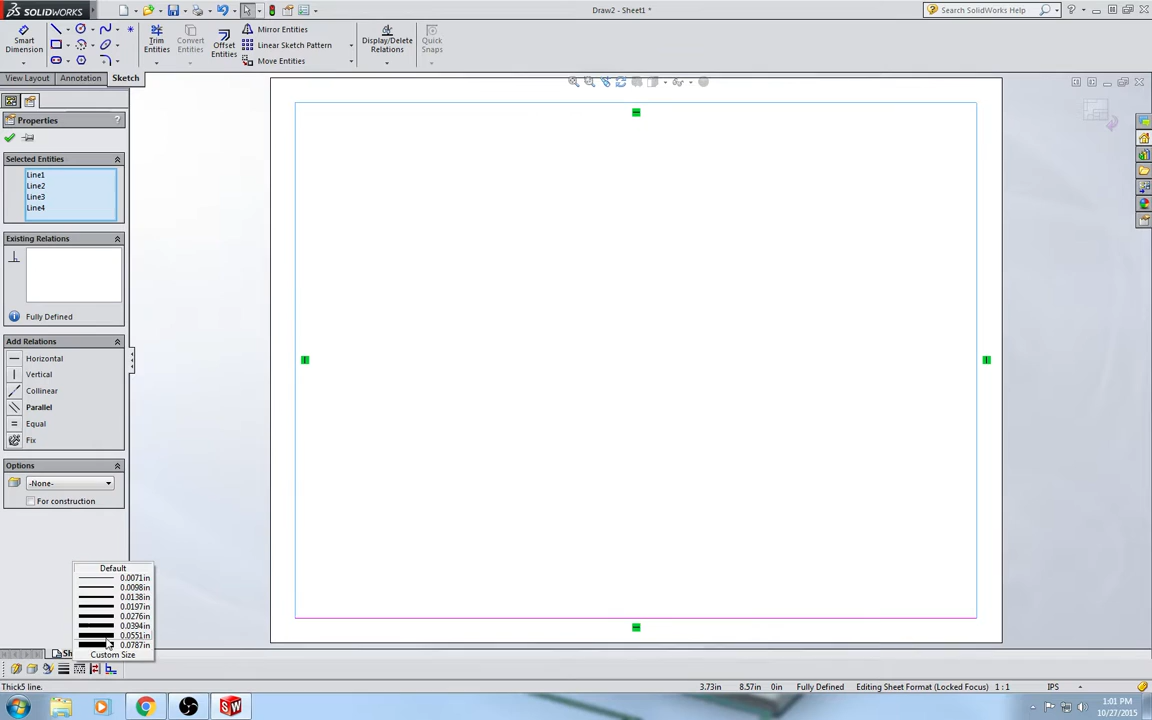 SOLIDWORKS
Draw2 - Sheet1 *
Search SolidWorks Help
Smart Dimension
Trim Entities
Convert Entities
Offset Entities
Mirror Entities
Linear Sketch Pattern
Move Entities
Display/Delete Relations
Quick Snaps
View Layout
Annotation
Sketch
Properties
?
Selected Entities
Line1
Line2
Line3
Line4
Existing Relations
Fully Defined
Add Relations
Horizontal
Vertical
Collinear
Parallel
Equal
Fix
Options
-None-
For construction
Default
0.0071in
0.0098in
0.0138in
0.0197in
0.0276in
0.0394in
0.0551in
0.0787in
Custom Size
Thick5 line.
3.73in
8.57in
0in
Fully Defined
Editing Sheet Format (Locked Focus)
1 : 1
IPS
1:01 PM
10/27/2015